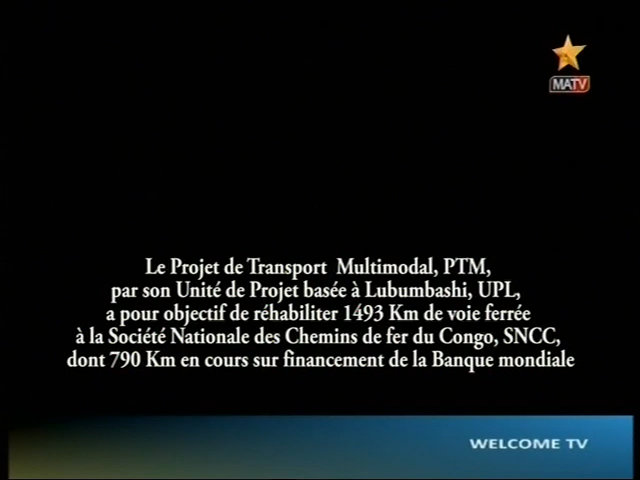 MATV
Le Projet de Transport Multimodal, PTM,
par son Unité de Projet basée à Lubumbashi, UPL,
a pour objectif de réhabiliter 1493 Km de voie ferrée
à la Société Nationale des Chemins de fer du Congo, SNCC,
dont 790 Km en cours sur financement de la Banque mondiale
WELCOME TV